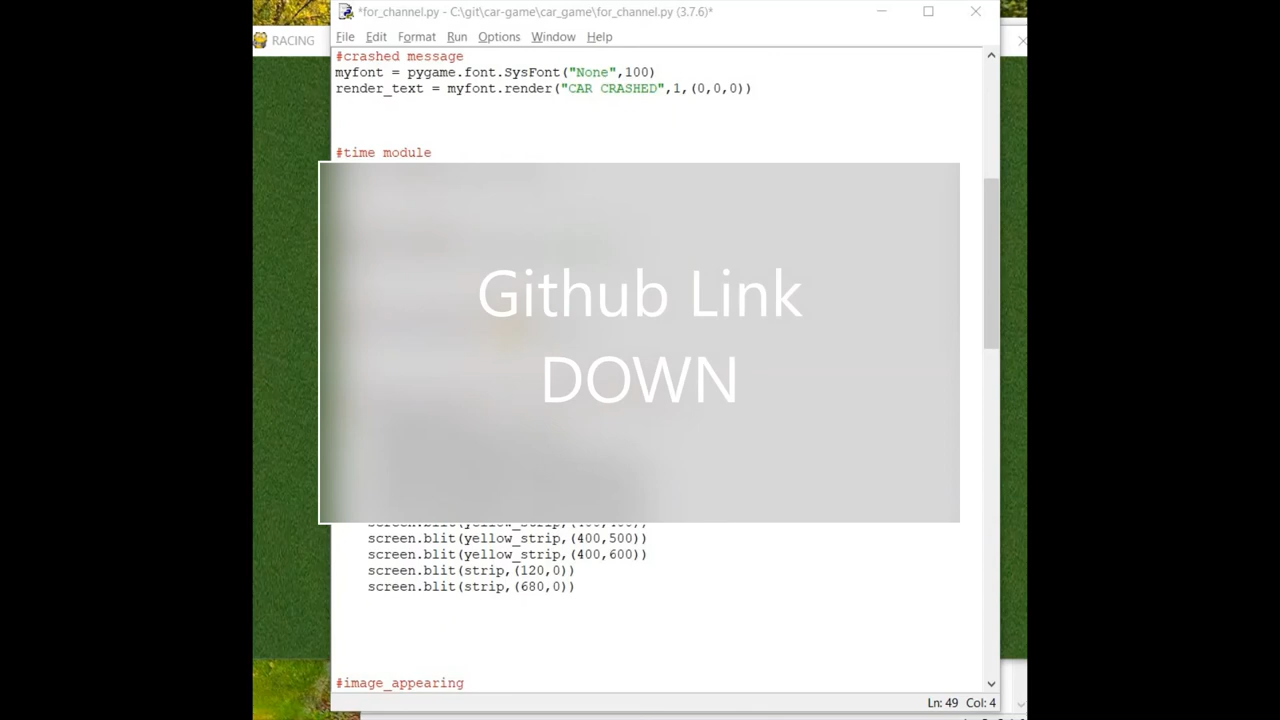 *for_channel.py - C:\git\car-game\car_game\for_channel.py (3.7.6)*
RACING
File Edit Format Run Options Window Help
#crashed message
myfont = pygame.font.SysFont("None",100)
render_text = myfont.render("CAR CRASHED",1,(0,0,0))
#time module
Github Link
DOWN
screen.blit(yellow_strip,(400,500))
screen.blit(yellow_strip,(400,600))
screen.blit(strip,(120,0))
screen.blit(strip,(680,0))
#image_appearing
Ln: 49 Col: 4